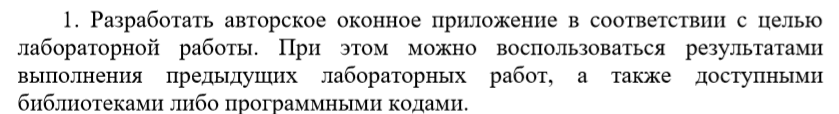 1. Разработать авторское оконное приложение в соответствии с целью
лабораторной работы. При этом можно воспользоваться результатами
выполнения предыдущих лабораторных работ, а также доступными
библиотеками либо программными кодами.